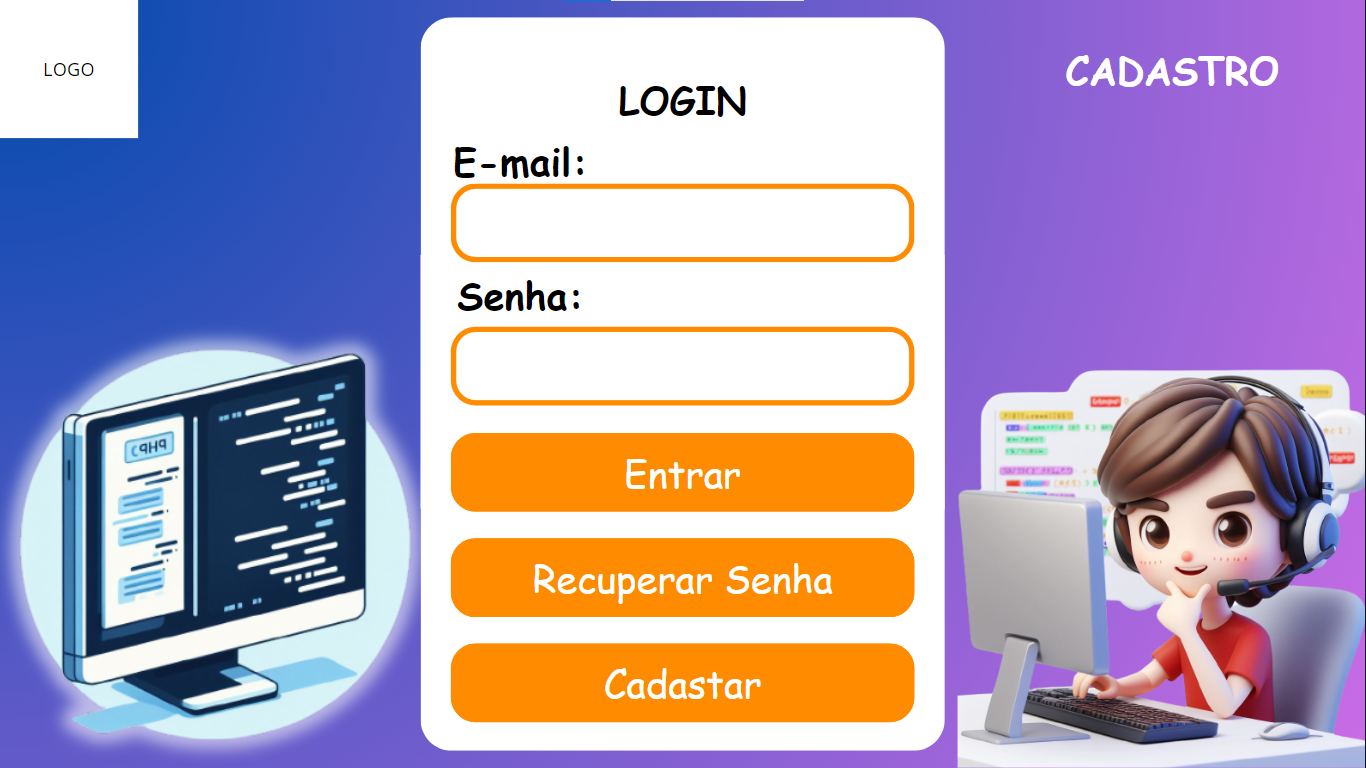 LOGO
CADASTRO
LOGIN
E-mail:
Senha:
Entrar
Recuperar Senha
Cadastar
PHP